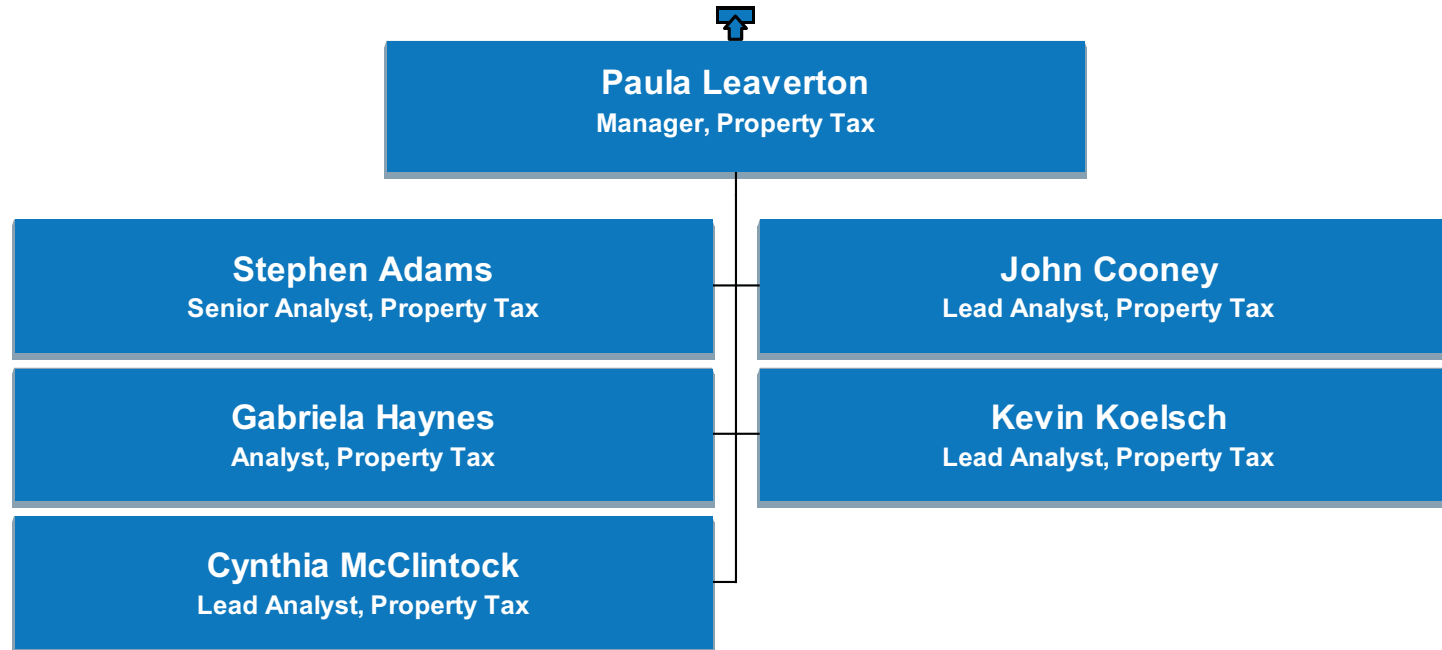 Paula Leaverton
Manager, Property Tax
Stephen Adams
Senior Analyst, Property Tax
John Cooney
Lead Analyst, Property Tax
Gabriela Haynes
Analyst, Property Tax
Kevin Koelsch
Lead Analyst, Property Tax
Cynthia McClintock
Lead Analyst, Property Tax